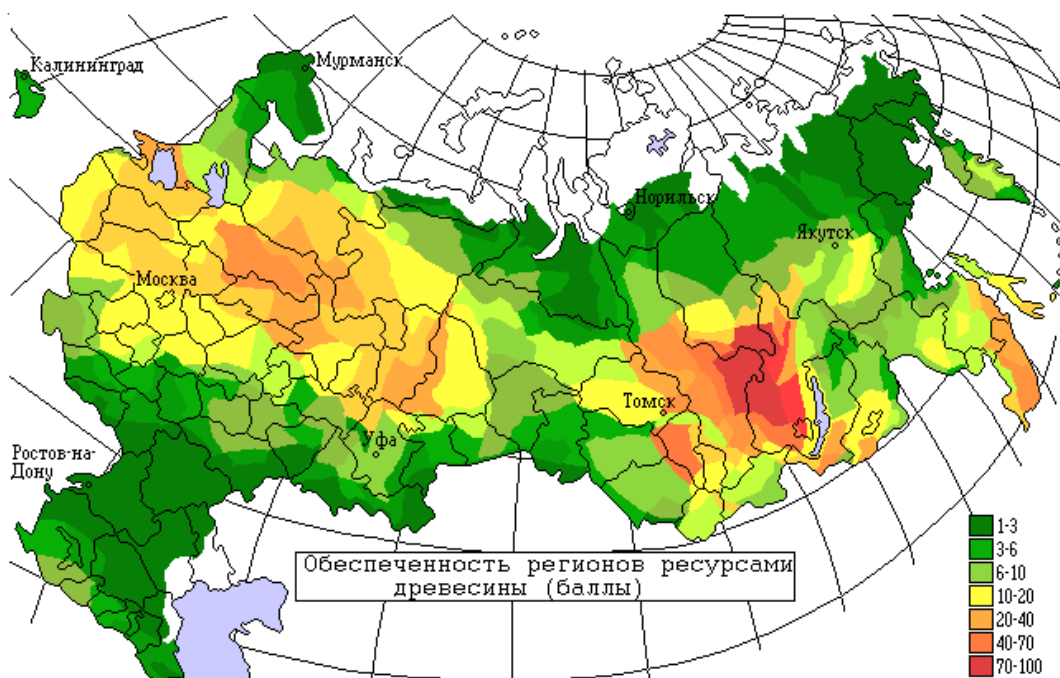 Калининград
Мурманск
Норильск
Якутск
Москва
Томск
Уфа
Ростов-на-
Дону
Обеспеченность регионов ресурсами
древесины (баллы)
1-3
3-6
6-10
10-20
20-40
40-70
70-100